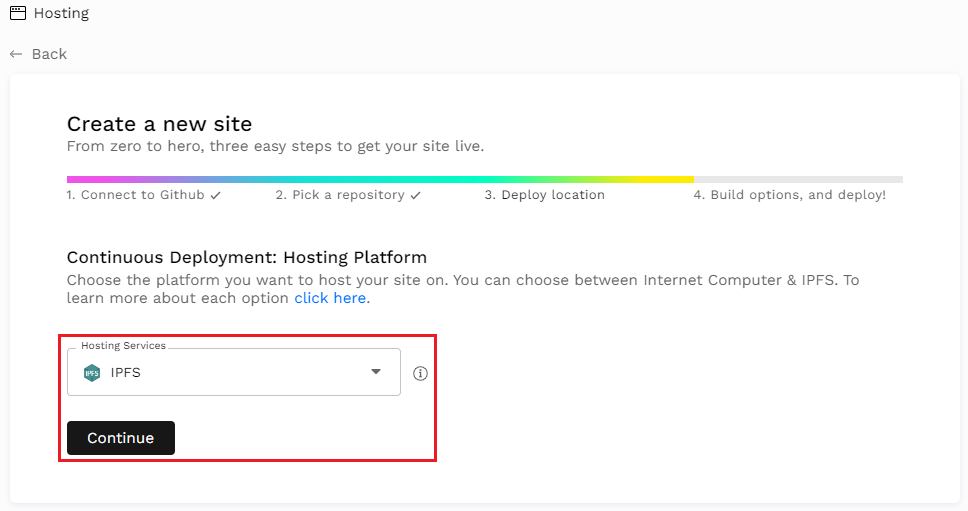 Hosting
← Back
Create a new site
From zero to hero, three easy steps to get your site live.
1. Connect to Github ✓ 2. Pick a repository ✓ 3. Deploy location 4. Build options, and deploy!
Continuous Deployment: Hosting Platform
Choose the platform you want to host your site on. You can choose between Internet Computer & IPFS. To
learn more about each option click here.
Hosting Services
IPFS IPFS
Continue